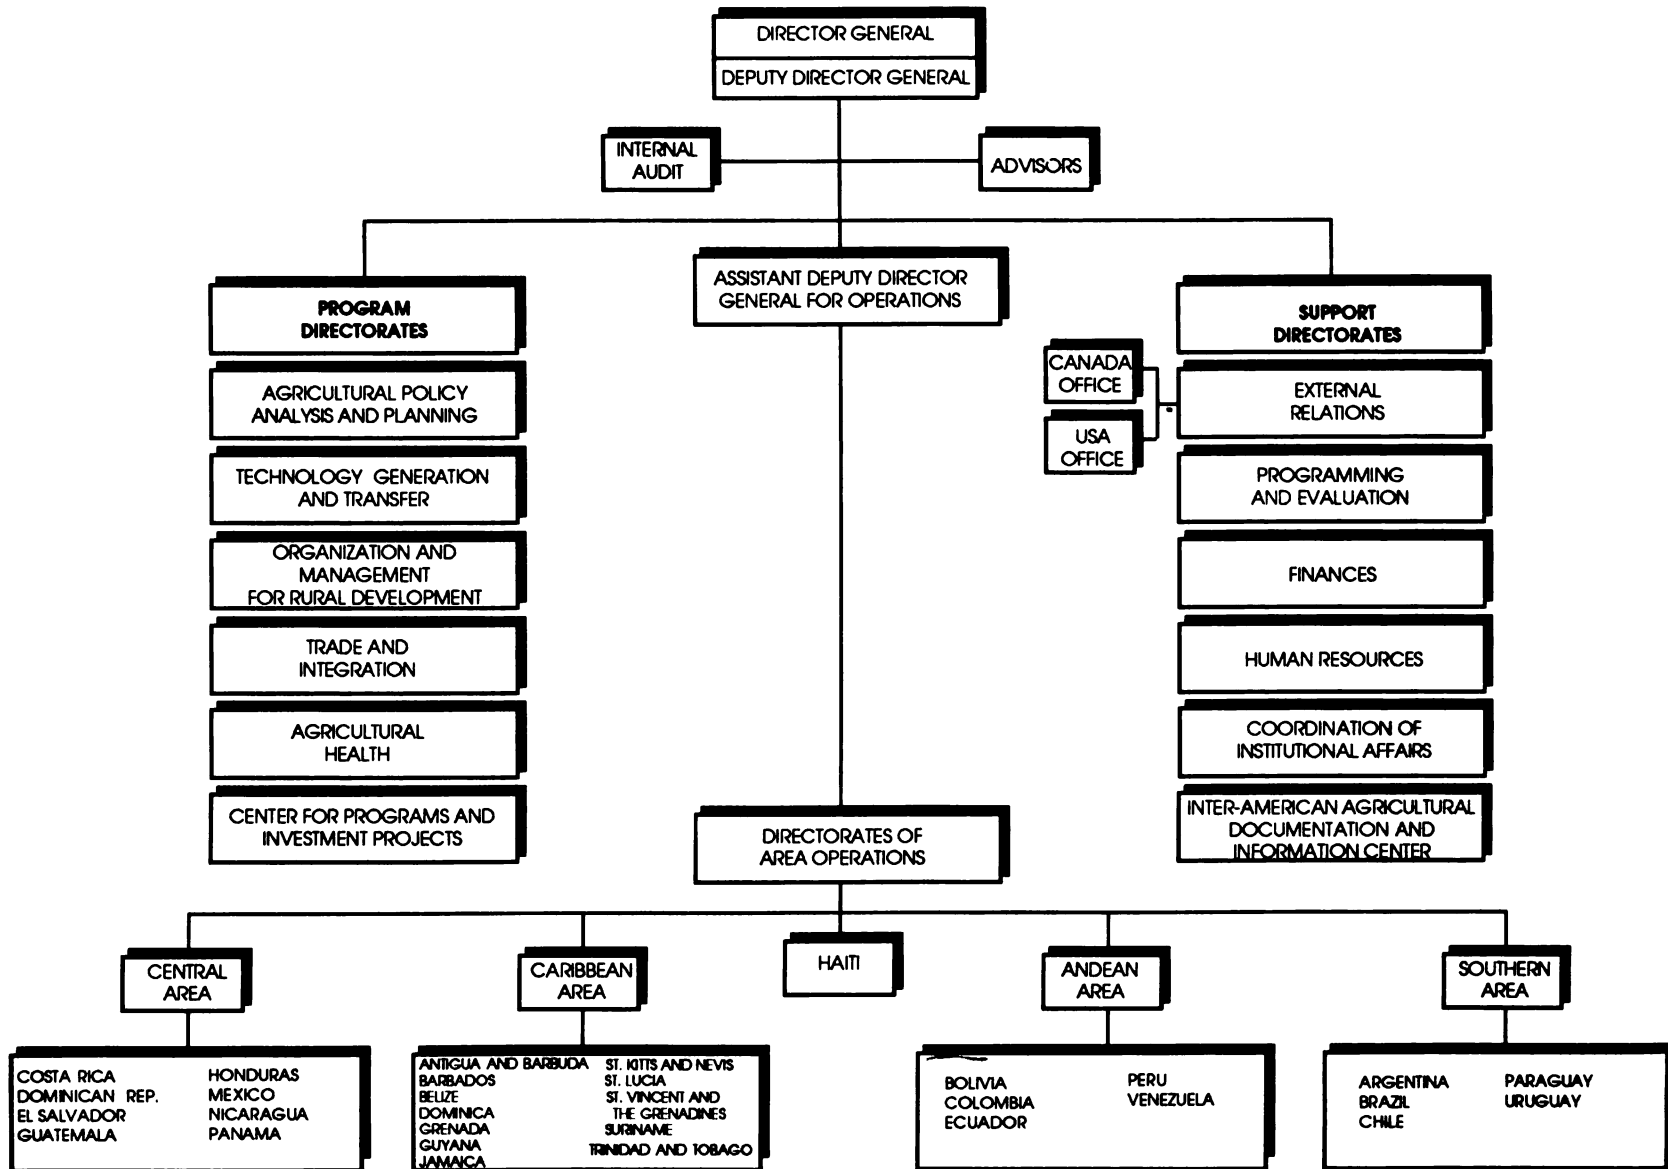 DIRECTOR GENERAL
DEPUTY DIRECTOR GENERAL
INTERNAL
AUDIT
ADVISORS
ASSISTANT DEPUTY DIRECTOR
GENERAL FOR OPERATIONS
PROGRAM
DIRECTORATES
AGRICULTURAL POLICY
ANALYSIS AND PLANNING
TECHNOLOGY GENERATION
AND TRANSFER
ORGANIZATION AND
MANAGEMENT
FOR RURAL DEVELOPMENT
TRADE AND
INTEGRATION
AGRICULTURAL
HEALTH
CENTER FOR PROGRAMS AND
INVESTMENT PROJECTS
SUPPORT
DIRECTORATES
CANADA
OFFICE
USA
OFFICE
EXTERNAL
RELATIONS
PROGRAMMING
AND EVALUATION
FINANCES
HUMAN RESOURCES
COORDINATION OF
INSTITUTIONAL AFFAIRS
INTER-AMERICAN AGRICULTURAL
DOCUMENTATION AND
INFORMATION CENTER
DIRECTORATES OF
AREA OPERATIONS
CENTRAL
AREA
COSTA RICA
DOMINICAN REP.
EL SALVADOR
GUATEMALA
HONDURAS
MEXICO
NICARAGUA
PANAMA
CARIBBEAN
AREA
ANTIGUA AND BARBUDA
BARBADOS
BELIZE
DOMINICA
GRENADA
GUYANA
JAMAICA
ST. KITTS AND NEVIS
ST. LUCIA
ST. VINCENT AND
THE GRENADINES
SURINAME
TRINIDAD AND TOBAGO
HAITI
ANDEAN
AREA
BOLIVIA
COLOMBIA
ECUADOR
PERU
VENEZUELA
SOUTHERN
AREA
ARGENTINA
BRAZIL
CHILE
PARAGUAY
URUGUAY